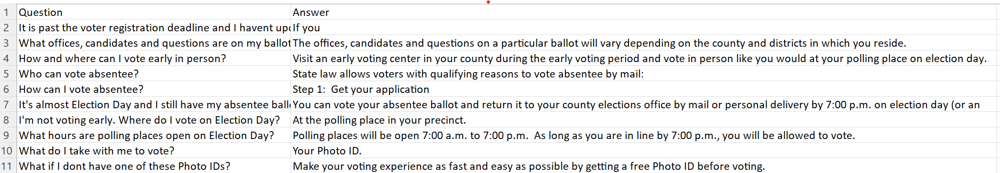 1 Question Answer
2 It is past the voter registration deadline and I havent upd If you
3 What offices, candidates and questions are on my ballot The offices, candidates and questions on a particular ballot will vary depending on the county and districts in which you reside.
4 How and where can I vote early in person? Visit an early voting center in your county during the early voting period and vote in person like you would at your polling place on election day.
5 Who can vote absentee? State law allows voters with qualifying reasons to vote absentee by mail:
6 How can I vote absentee? Step 1:  Get your application
7 It's almost Election Day and I still have my absentee ball You can vote your absentee ballot and return it to your county elections office by mail or personal delivery by 7:00 p.m. on election day (or an
8 I'm not voting early. Where do I vote on Election Day? At the polling place in your precinct.
9 What hours are polling places open on Election Day? Polling places will be open 7:00 a.m. to 7:00 p.m.  As long as you are in line by 7:00 p.m., you will be allowed to vote.
10 What do I take with me to vote? Your Photo ID.
11 What if I dont have one of these Photo IDs? Make your voting experience as fast and easy as possible by getting a free Photo ID before voting.